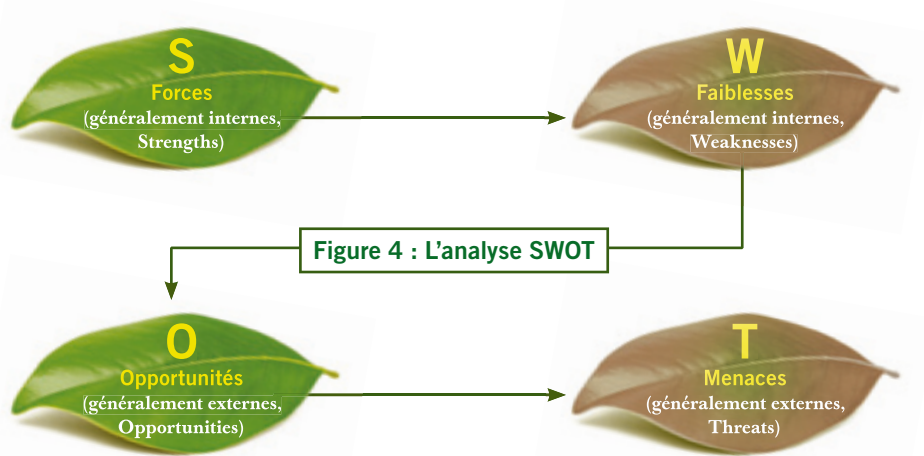 S
Forces
(généralement internes,
Strengths)
W
Faiblesses
(généralement internes,
Weaknesses)
Figure 4 : L'analyse SWOT
O
Opportunités
(généralement externes,
Opportunities)
T
Menaces
(généralement externes,
Threats)